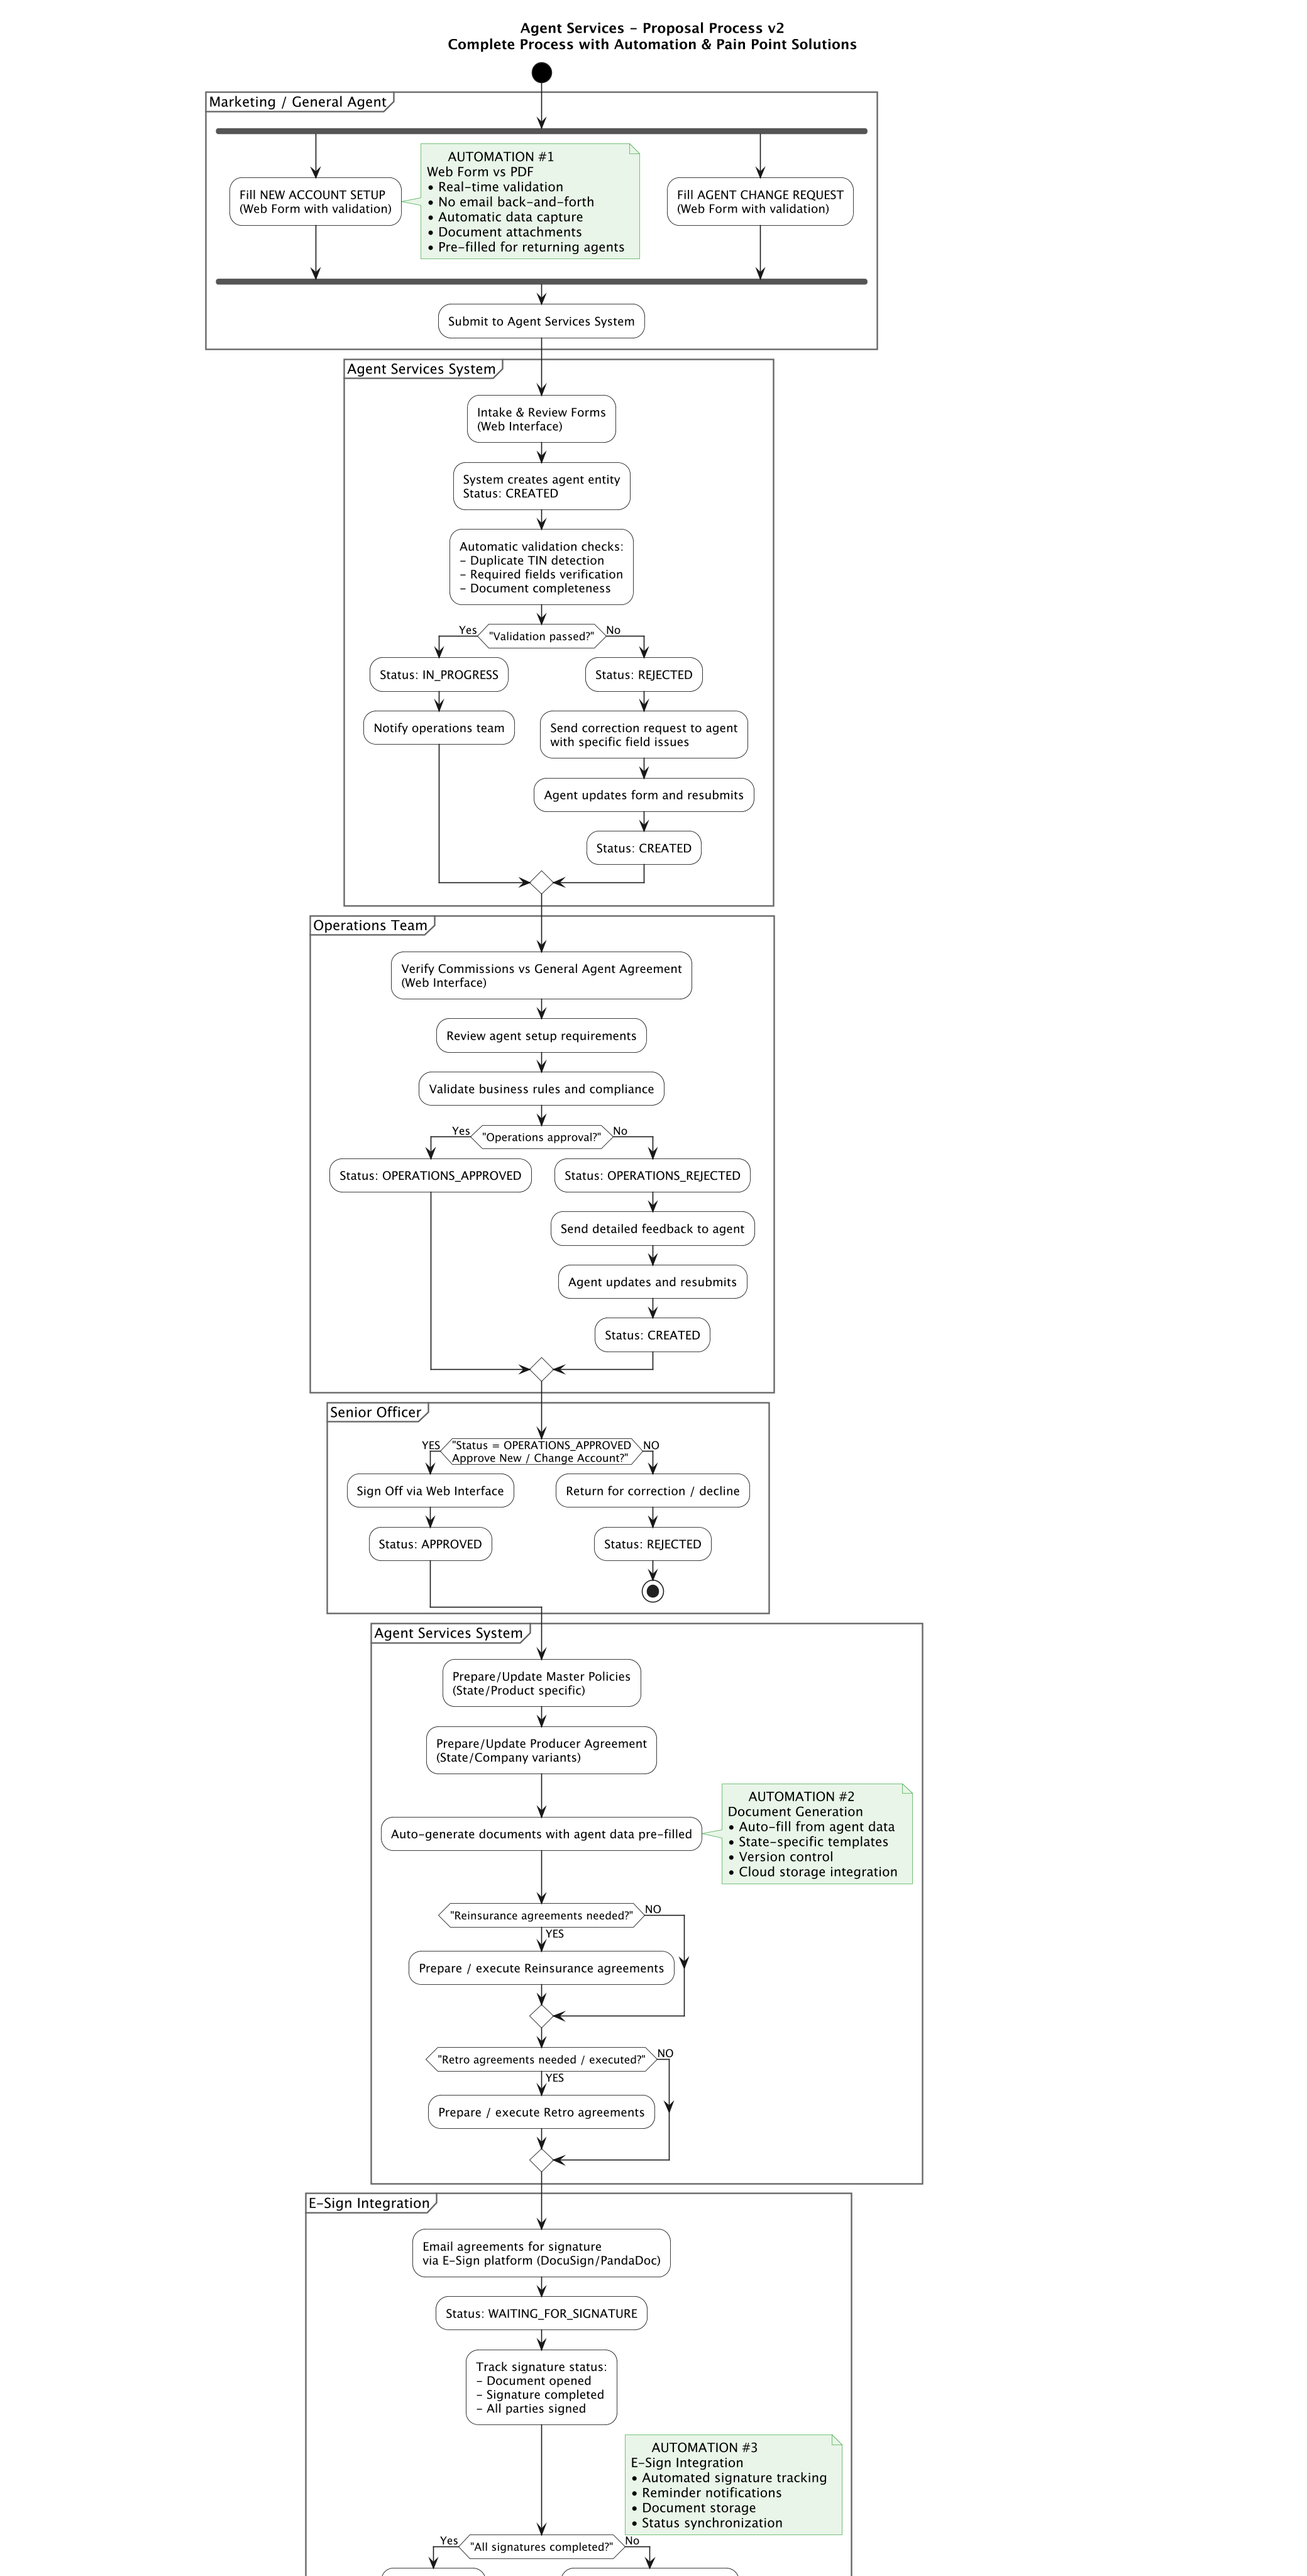 Agent Services - Proposal Process v2
Complete Process with Automation & Pain Point Solutions
Marketing / General Agent
Fill NEW ACCOUNT SETUP
(Web Form with validation)
AUTOMATION #1
Web Form vs PDF
• Real-time validation
• No email back-and-forth
• Automatic data capture
• Document attachments
• Pre-filled for returning agents
Fill AGENT CHANGE REQUEST
(Web Form with validation)
Submit to Agent Services System
Agent Services System
Intake & Review Forms
(Web Interface)
System creates agent entity
Status: CREATED
Automatic validation checks:
- Duplicate TIN detection
- Required fields verification
- Document completeness
Yes
"Validation passed?"
No
Status: IN_PROGRESS
Status: REJECTED
Notify operations team
Send correction request to agent
with specific field issues
Agent updates form and resubmits
Status: CREATED
Operations Team
Verify Commissions vs General Agent Agreement
(Web Interface)
Review agent setup requirements
Validate business rules and compliance
Yes
"Operations approval?"
No
Status: OPERATIONS_APPROVED
Status: OPERATIONS_REJECTED
Send detailed feedback to agent
Agent updates and resubmits
Status: CREATED
Senior Officer
YES
"Status = OPERATIONS_APPROVED
Approve New / Change Account?"
NO
Sign Off via Web Interface
Return for correction / decline
Status: APPROVED
Status: REJECTED
Agent Services System
Prepare/Update Master Policies
(State/Product specific)
Prepare/Update Producer Agreement
(State/Company variants)
Auto-generate documents with agent data pre-filled
AUTOMATION #2
Document Generation
• Auto-fill from agent data
• State-specific templates
• Version control
• Cloud storage integration
"Reinsurance agreements needed?"
NO
YES
Prepare / execute Reinsurance agreements
"Retro agreements needed / executed?"
NO
YES
Prepare / execute Retro agreements
E-Sign Integration
Email agreements for signature
via E-Sign platform (DocuSign/PandaDoc)
Status: WAITING_FOR_SIGNATURE
Track signature status:
- Document opened
- Signature completed
- All parties signed
AUTOMATION #3
E-Sign Integration
• Automated signature tracking
• Reminder notifications
• Document storage
• Status synchronization
Yes
"All signatures completed?"
No